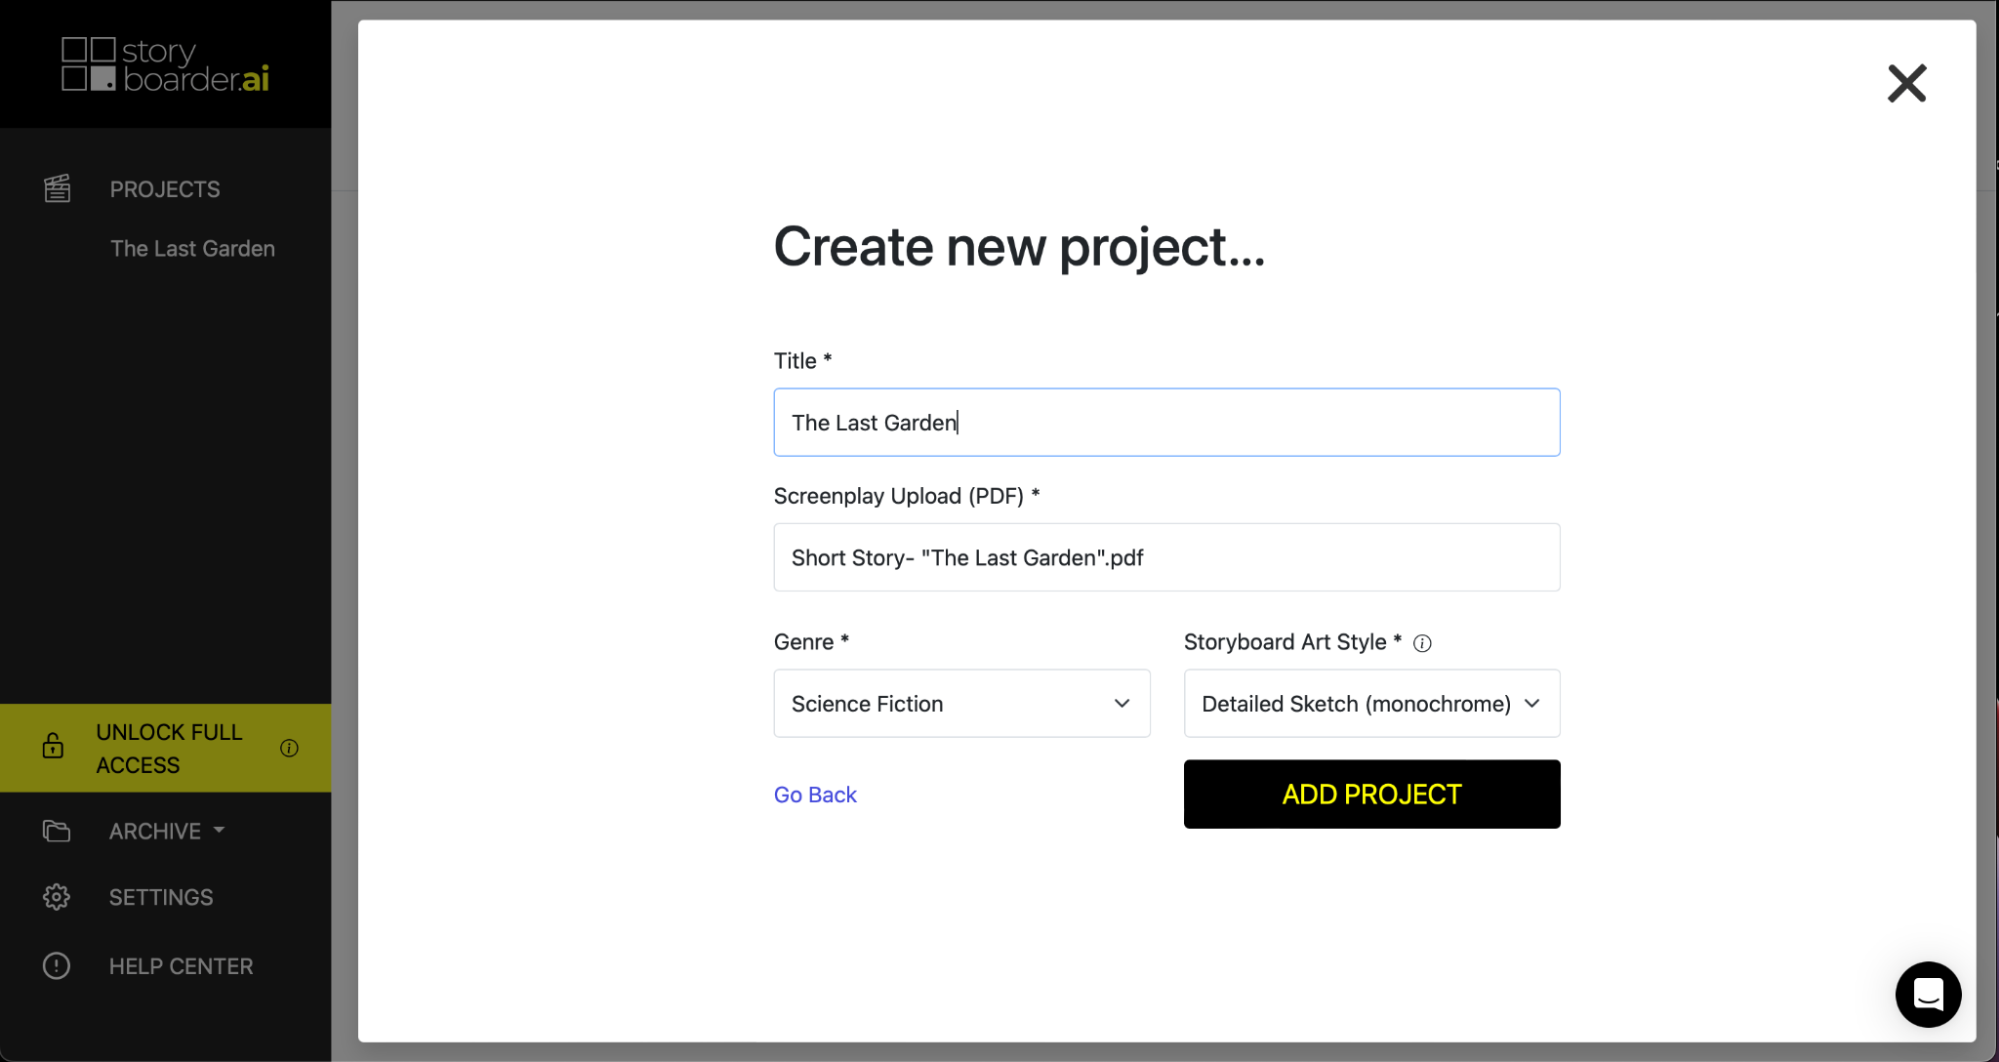 story
boarder.ai
PROJECTS
The Last Garden
UNLOCK FULL
ACCESS
ARCHIVE
SETTINGS
HELP CENTER
Create new project...
Title *
The Last Garden
Screenplay Upload (PDF) *
Short Story- "The Last Garden".pdf
Genre *
Storyboard Art Style *
Science Fiction
Detailed Sketch (monochrome)
Go Back
ADD PROJECT